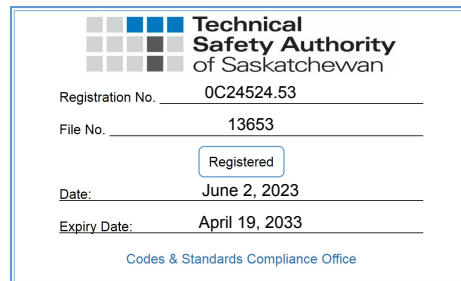 Technical
Safety Authority
of Saskatchewan
Registration No. 0C24524.53
File No. 13653
Registered
Date: June 2, 2023
Expiry Date: April 19, 2033
Codes & Standards Compliance Office